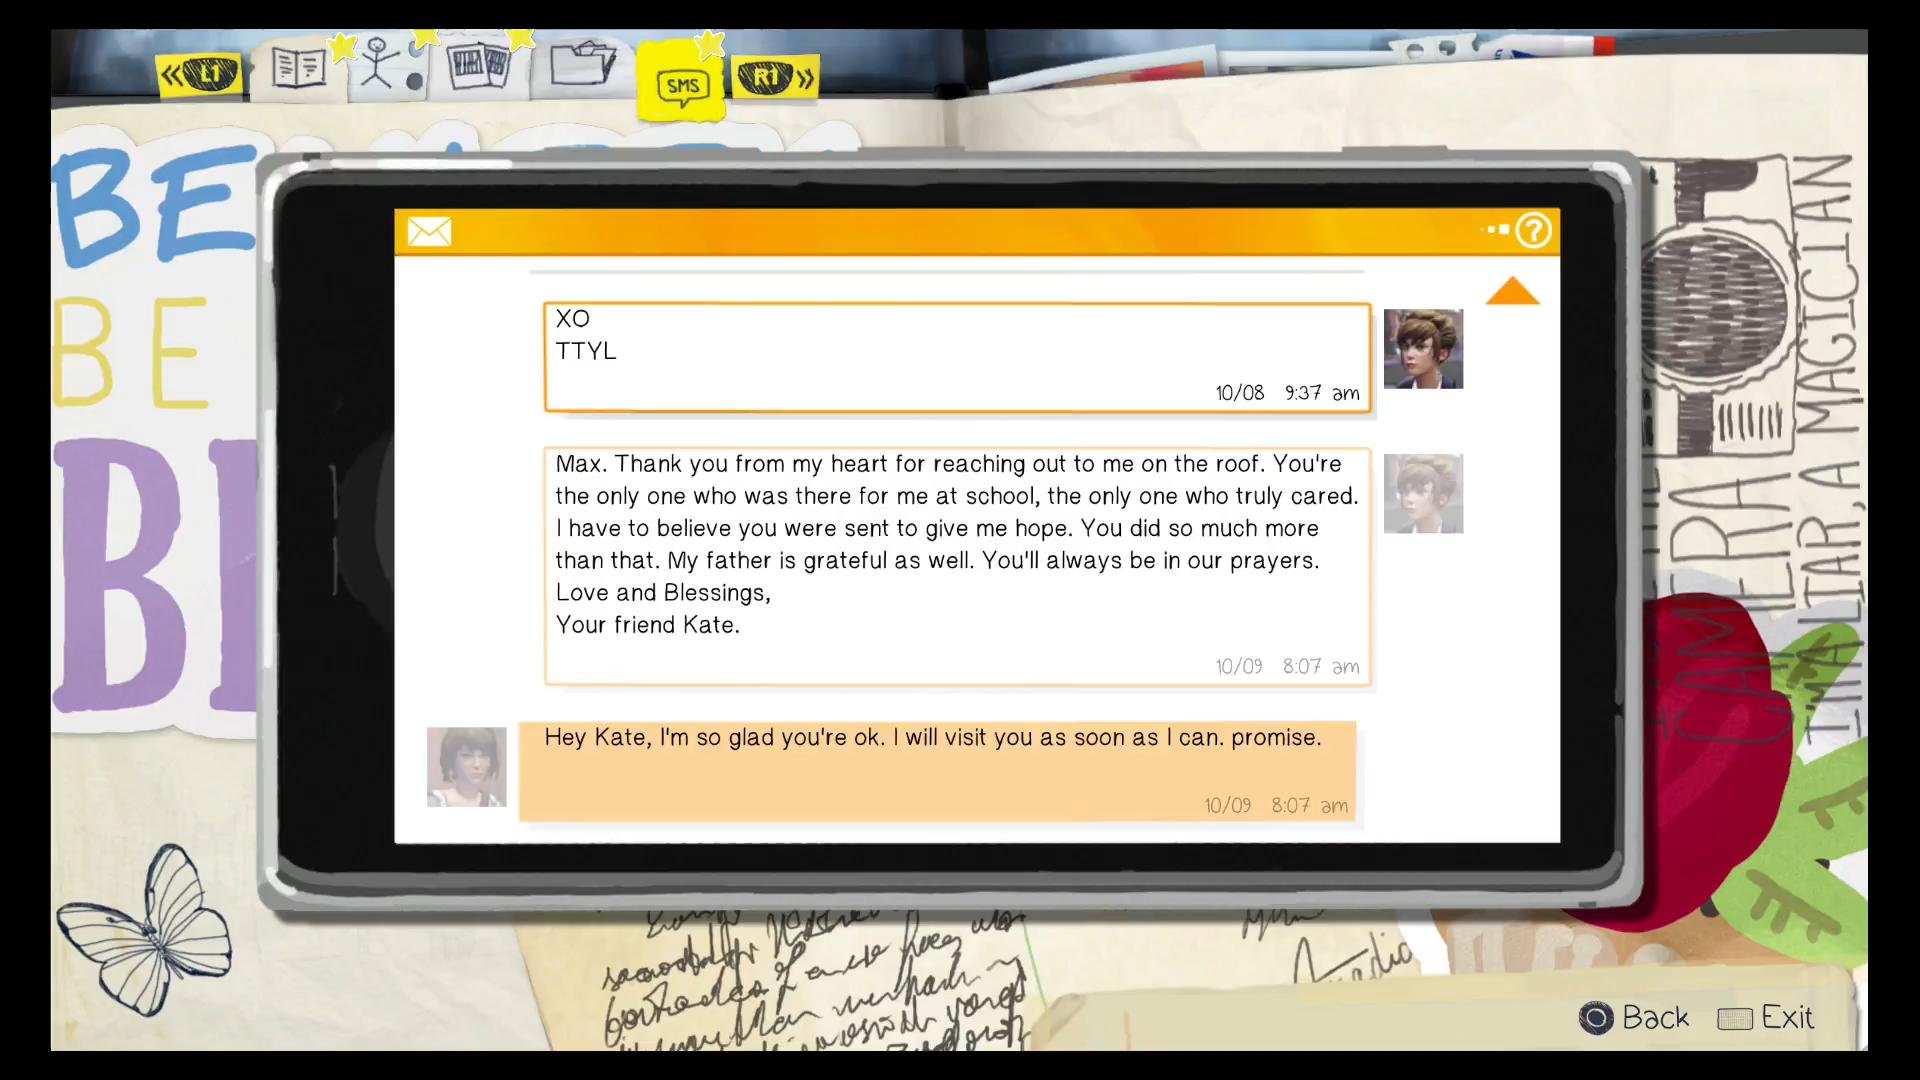 L1
SMS
R1
BE
BE
?
XO
TTYL
10/08 9:37 am
Max. Thank you from my heart for reaching out to me on the roof. You're
the only one who was there for me at school, the only one who truly cared.
I have to believe you were sent to give me hope. You did so much more
than that. My father is grateful as well. You'll always be in our prayers.
Love and Blessings,
Your friend Kate.
10/09 8:07 am
Hey Kate, I'm so glad you're ok. I will visit you as soon as I can. promise.
10/09 8:07 am
CAMERA
I'M A LIAR, A MAGICIAN
Back
Exit